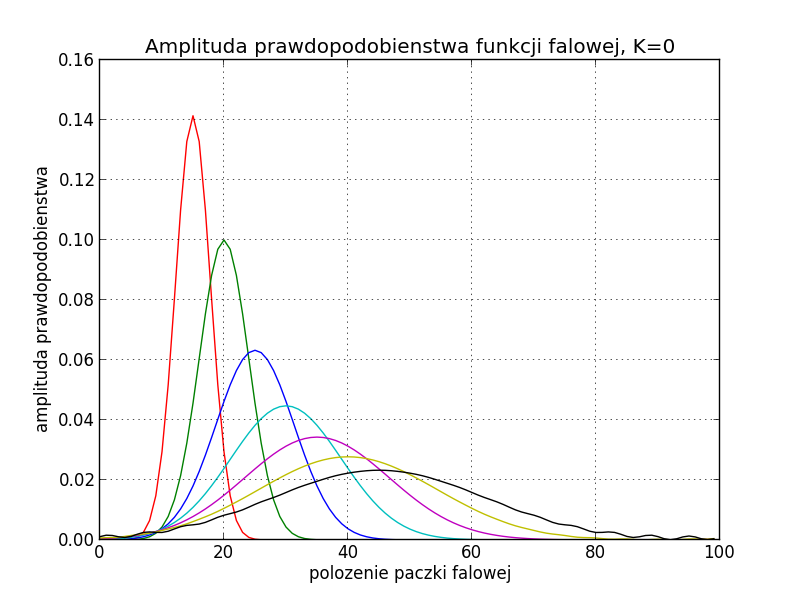 Amplituda prawdopodobienstwa funkcji falowej, K=0
0.16
0.14
0.12
0.10
0.08
0.06
0.04
0.02
0.00
amplituda prawdopodobienstwa
0 20 40 60 80 100
polozenie paczki falowej